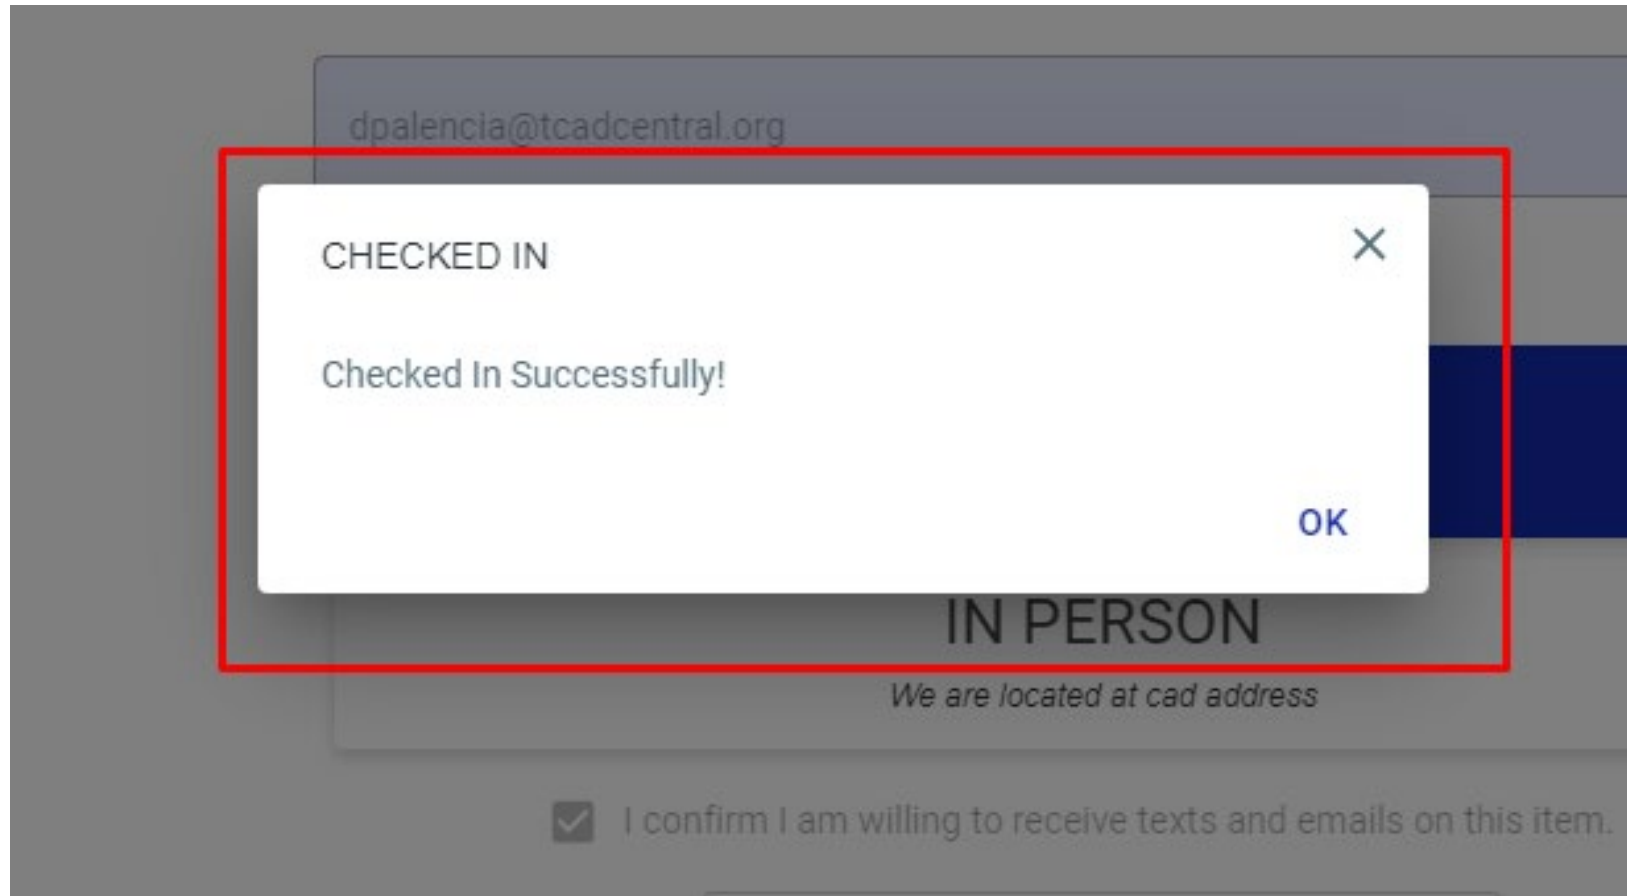 dpalencia@tcadcentral.org
CHECKED IN
Checked In Successfully!
OK
IN PERSON
We are located at cad address
I confirm I am willing to receive texts and emails on this item.